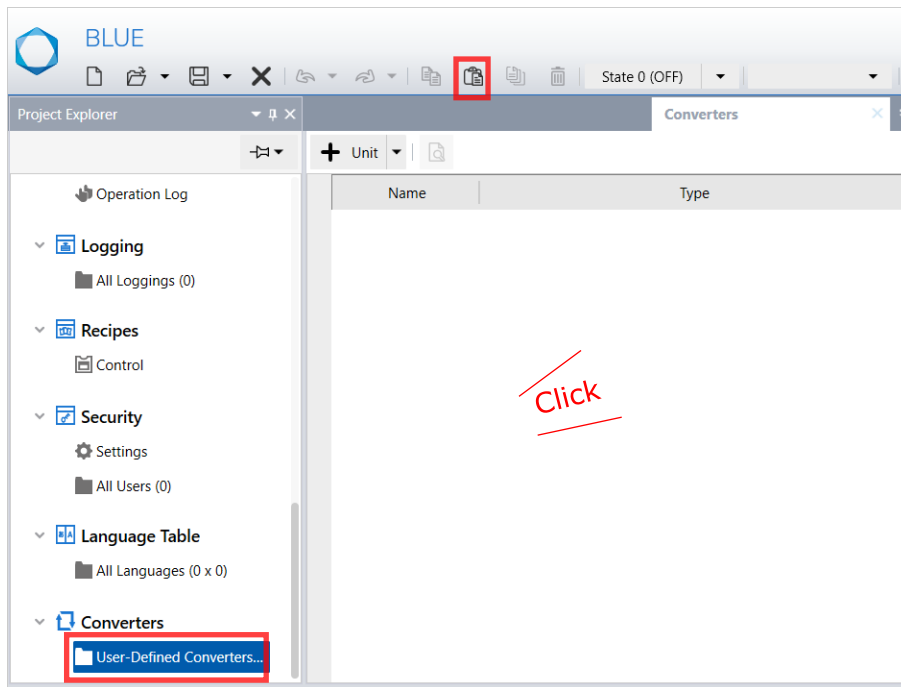 BLUE
State 0 (OFF)
Project Explorer
Converters
Unit
Name Type
Operation Log
Logging
All Loggings (0)
Recipes
Control
Security
Settings
All Users (0)
Language Table
All Languages (0 x 0)
Converters
User-Defined Converters...
Click